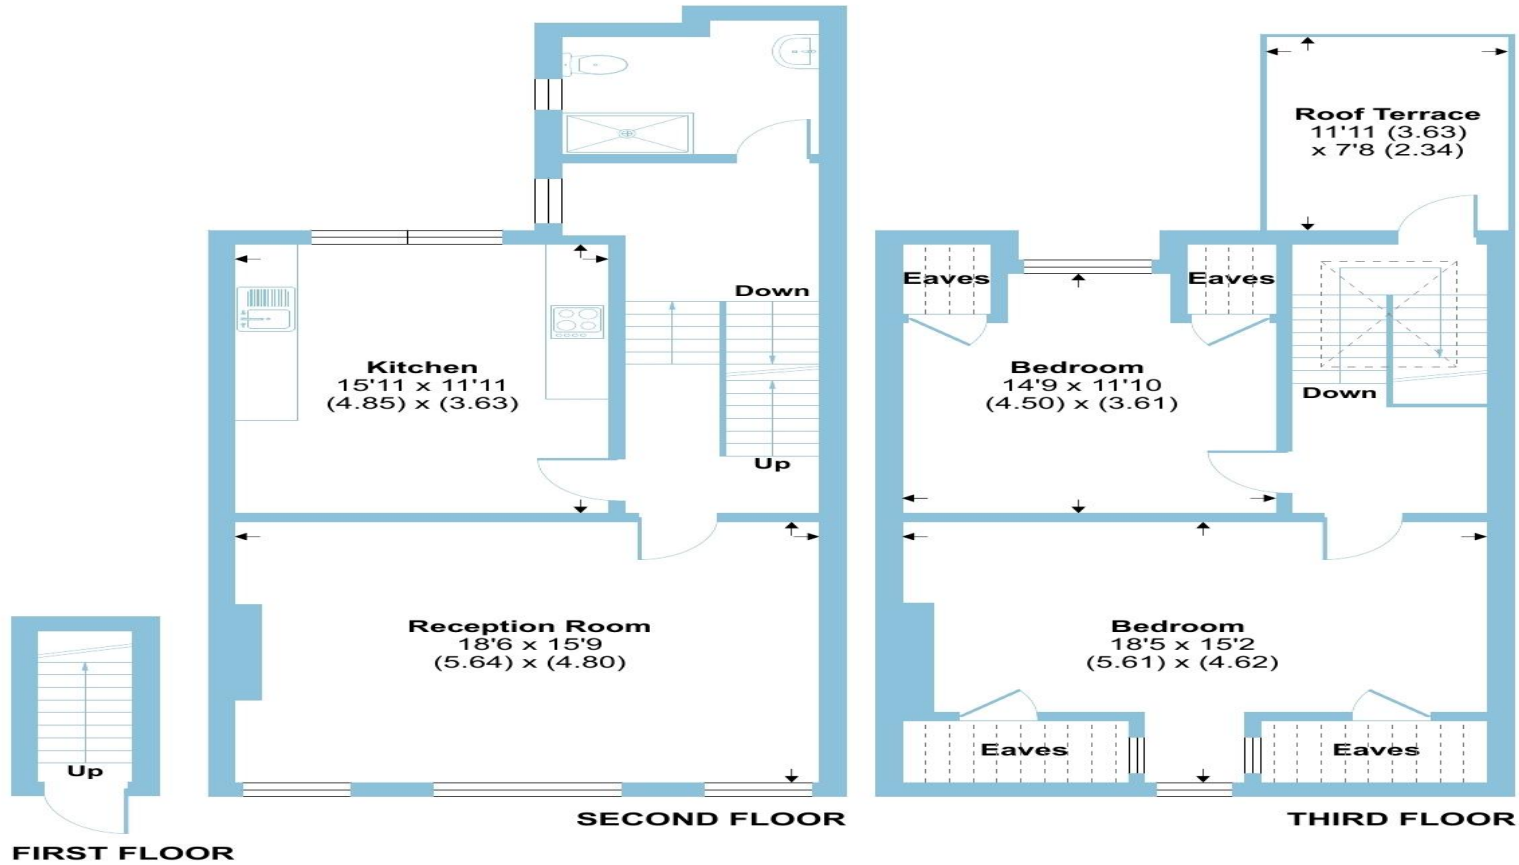 Roof Terrace
11'11 (3.63)
x 7'8 (2.34)
Down
Up
Kitchen
15'11 x 11'11
(4.85) x (3.63)
Reception Room
18'6 x 15'9
(5.64) x (4.80)
Eaves
Eaves
Bedroom
14'9 x 11'10
(4.50) x (3.61)
Down
Bedroom
18'5 x 15'2
(5.61) x (4.62)
Eaves
Eaves
Up
FIRST FLOOR
SECOND FLOOR
THIRD FLOOR